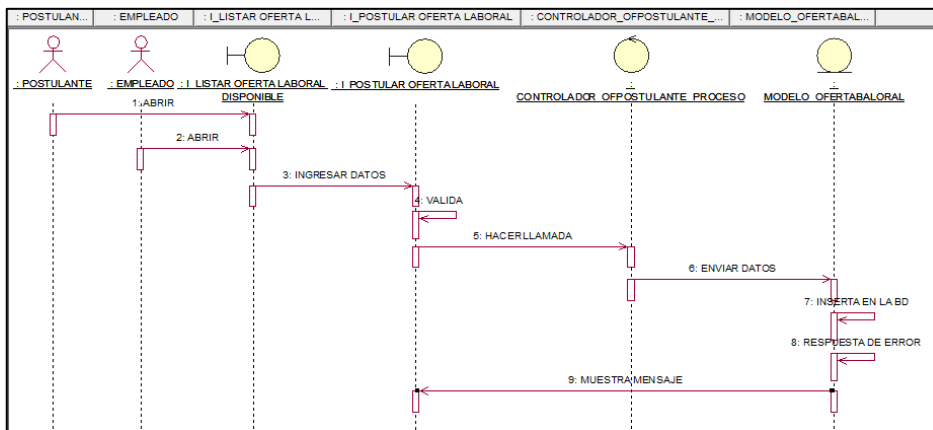 : POSTULAN... : EMPLEADO : I_LISTAR OFERTA L... : I_POSTULAR OFERTA LABORAL : CONTROLADOR_OFPOSTULANTE_... : MODELO_OFERTABAL...
: POSTULANTE : EMPLEADO : I_LISTAR OFERTA LABORAL DISPONIBLE : I_POSTULAR OFERTA LABORAL : CONTROLADOR_OFPOSTULANTE_PROCESO : MODELO_OFERTABALORAL
1: ABRIR
2: ABRIR
3: INGRESAR DATOS
4: VALIDA
5: HACER LLAMADA
6: ENVIAR DATOS
7: INSERTA EN LA BD
8: RESPUESTA DE ERROR
9: MUESTRA MENSAJE